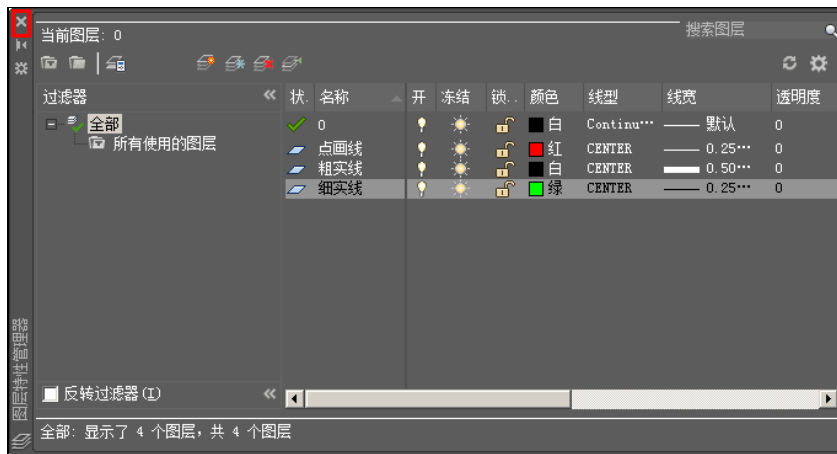 当前图层: 0
搜索图层
过滤器
状. 名称 开 冻结 锁.. 颜色 线型 线宽 透明度
全部
所有使用的图层
0 白 Continu… 默认 0
点画线 红 CENTER 0.25… 0
粗实线 白 CENTER 0.50… 0
细实线 绿 CENTER 0.25… 0
图层特性管理器
反转过滤器(I)
全部: 显示了 4 个图层，共 4 个图层